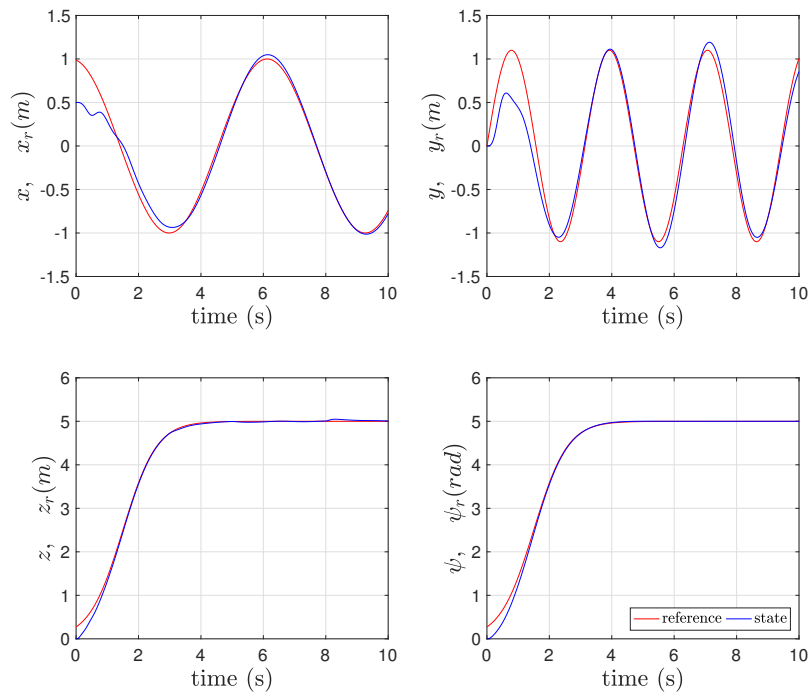 1.5 1 0.5 0 -0.5 -1 -1.5
x, x_r(m)
0 2 4 6 8 10
time (s)
1.5 1 0.5 0 -0.5 -1 -1.5
y, y_r(m)
0 2 4 6 8 10
time (s)
6 5 4 3 2 1 0
z, z_r(m)
0 2 4 6 8 10
time (s)
6 5 4 3 2 1 0
ψ, ψ_r(rad)
reference state
0 2 4 6 8 10
time (s)